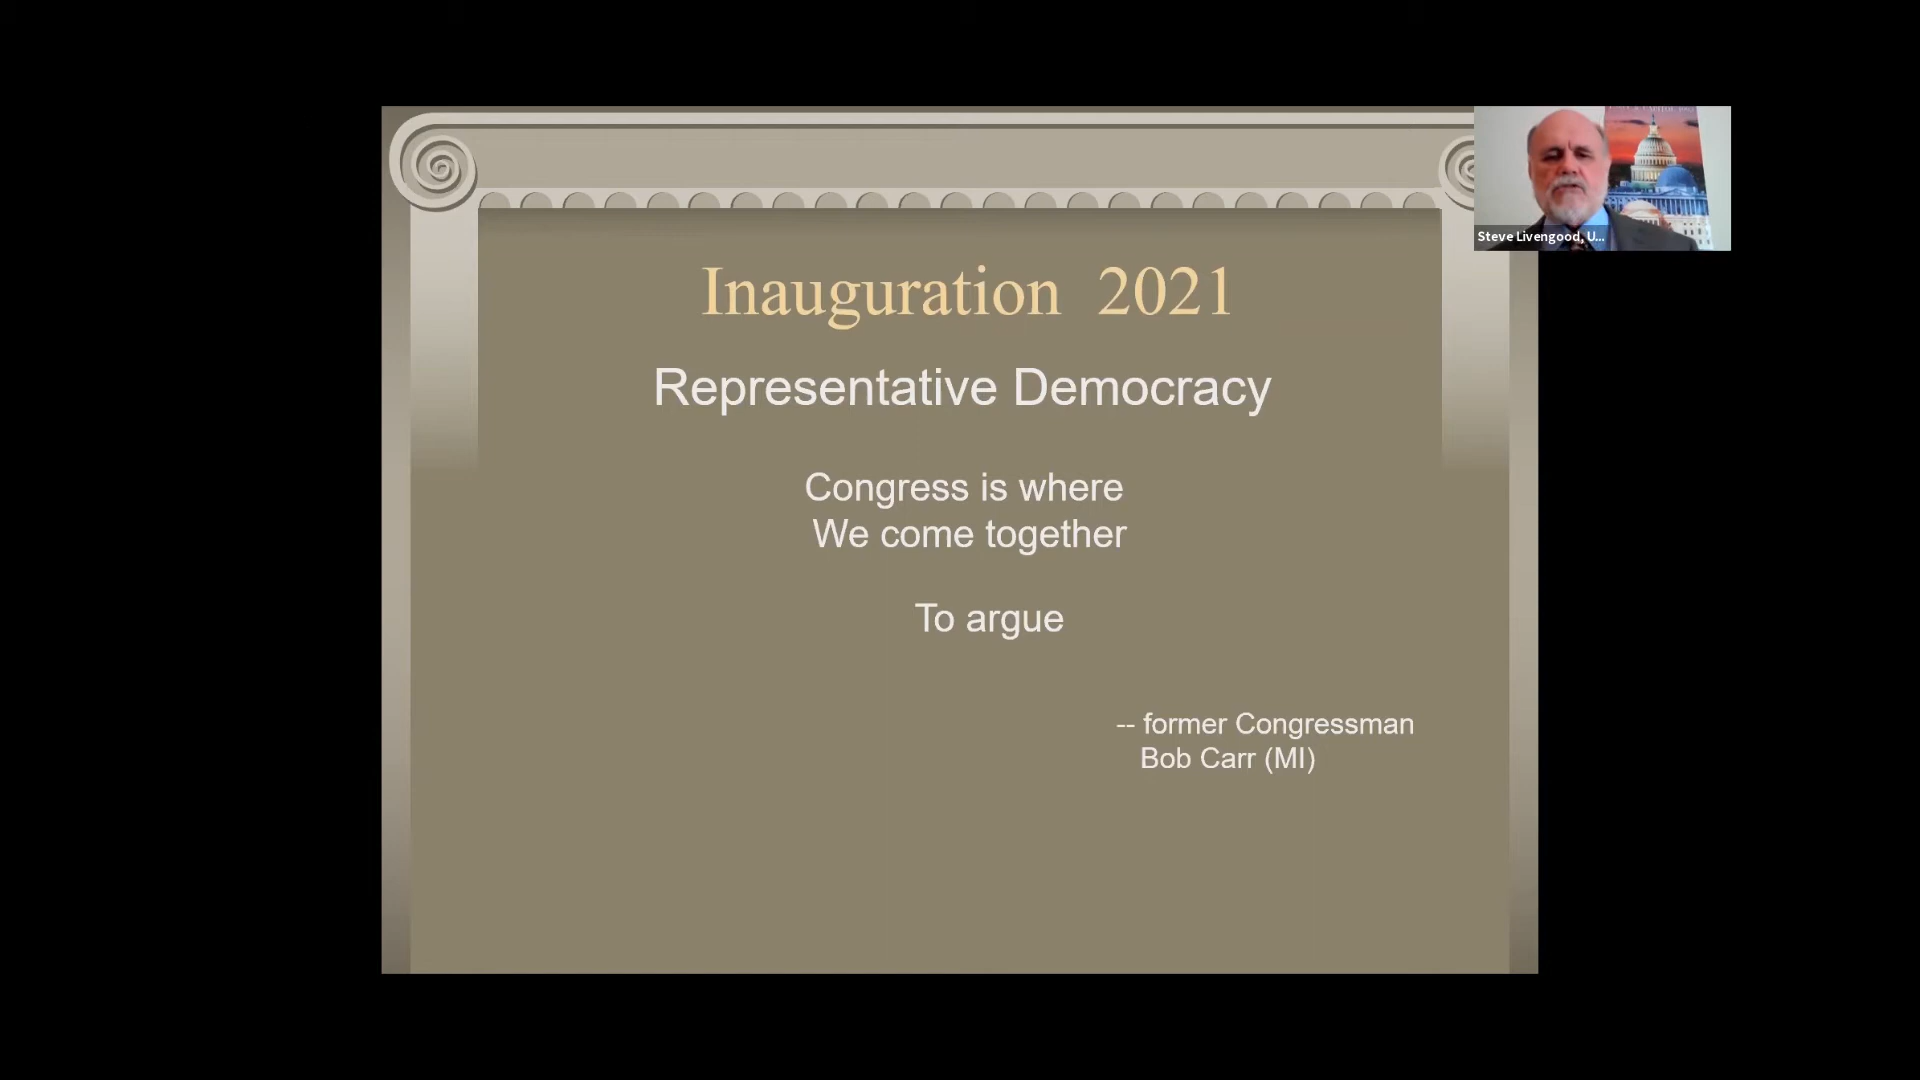 Inauguration 2021
Representative Democracy
Congress is where
We come together
To argue
-- former Congressman
Bob Carr (MI)
Steve Livengood, U...